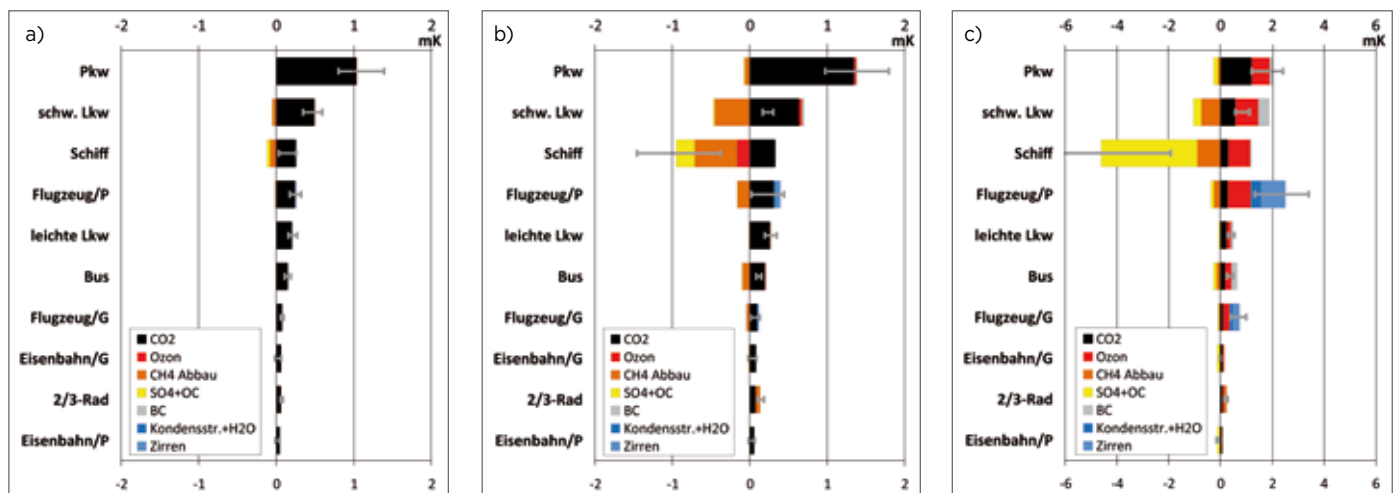 a)
-2 -1 0 1 2
mK
Pkw
schw. Lkw
Schiff
Flugzeug/P
leichte Lkw
Bus
Flugzeug/G
Eisenbahn/G
2/3-Rad
Eisenbahn/P
CO2
Ozon
CH4 Abbau
SO4+OC
BC
Kondensstr.+H2O
Zirren
-2 -1 0 1 2
b)
-2 -1 0 1 2
mK
Pkw
schw. Lkw
Schiff
Flugzeug/P
leichte Lkw
Bus
Flugzeug/G
Eisenbahn/G
2/3-Rad
Eisenbahn/P
CO2
Ozon
CH4 Abbau
SO4+OC
BC
Kondensstr.+H2O
Zirren
-2 -1 0 1 2
c)
-6 -4 -2 0 2 4 6
mK
Pkw
schw. Lkw
Schiff
Flugzeug/P
leichte Lkw
Bus
Flugzeug/G
Eisenbahn/G
2/3-Rad
Eisenbahn/P
CO2
Ozon
CH4 Abbau
SO4+OC
BC
Kondensstr.+H2O
Zirren
-6 -4 -2 0 2 4 6